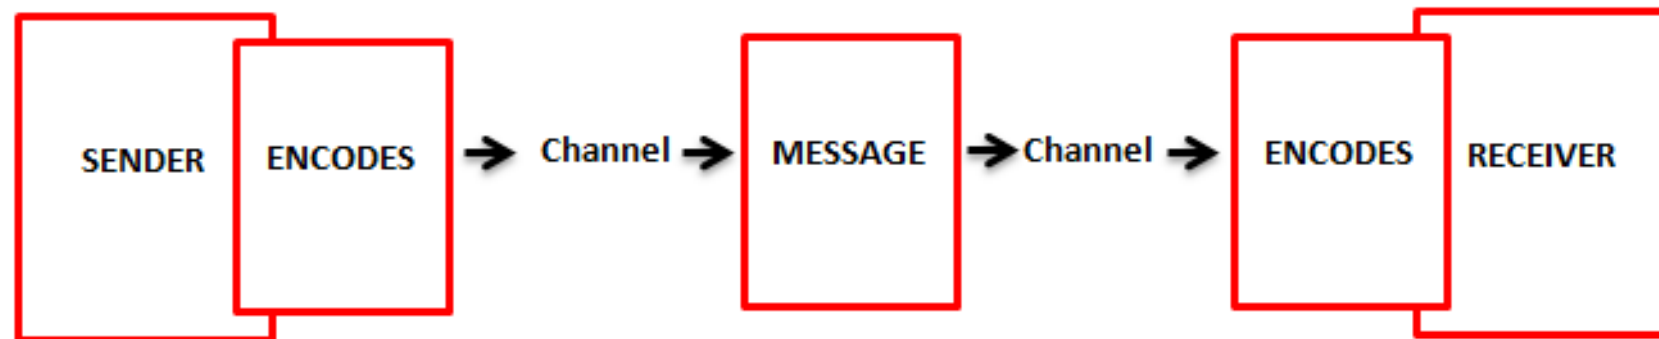 SENDER ENCODES Channel MESSAGE Channel ENCODES RECEIVER